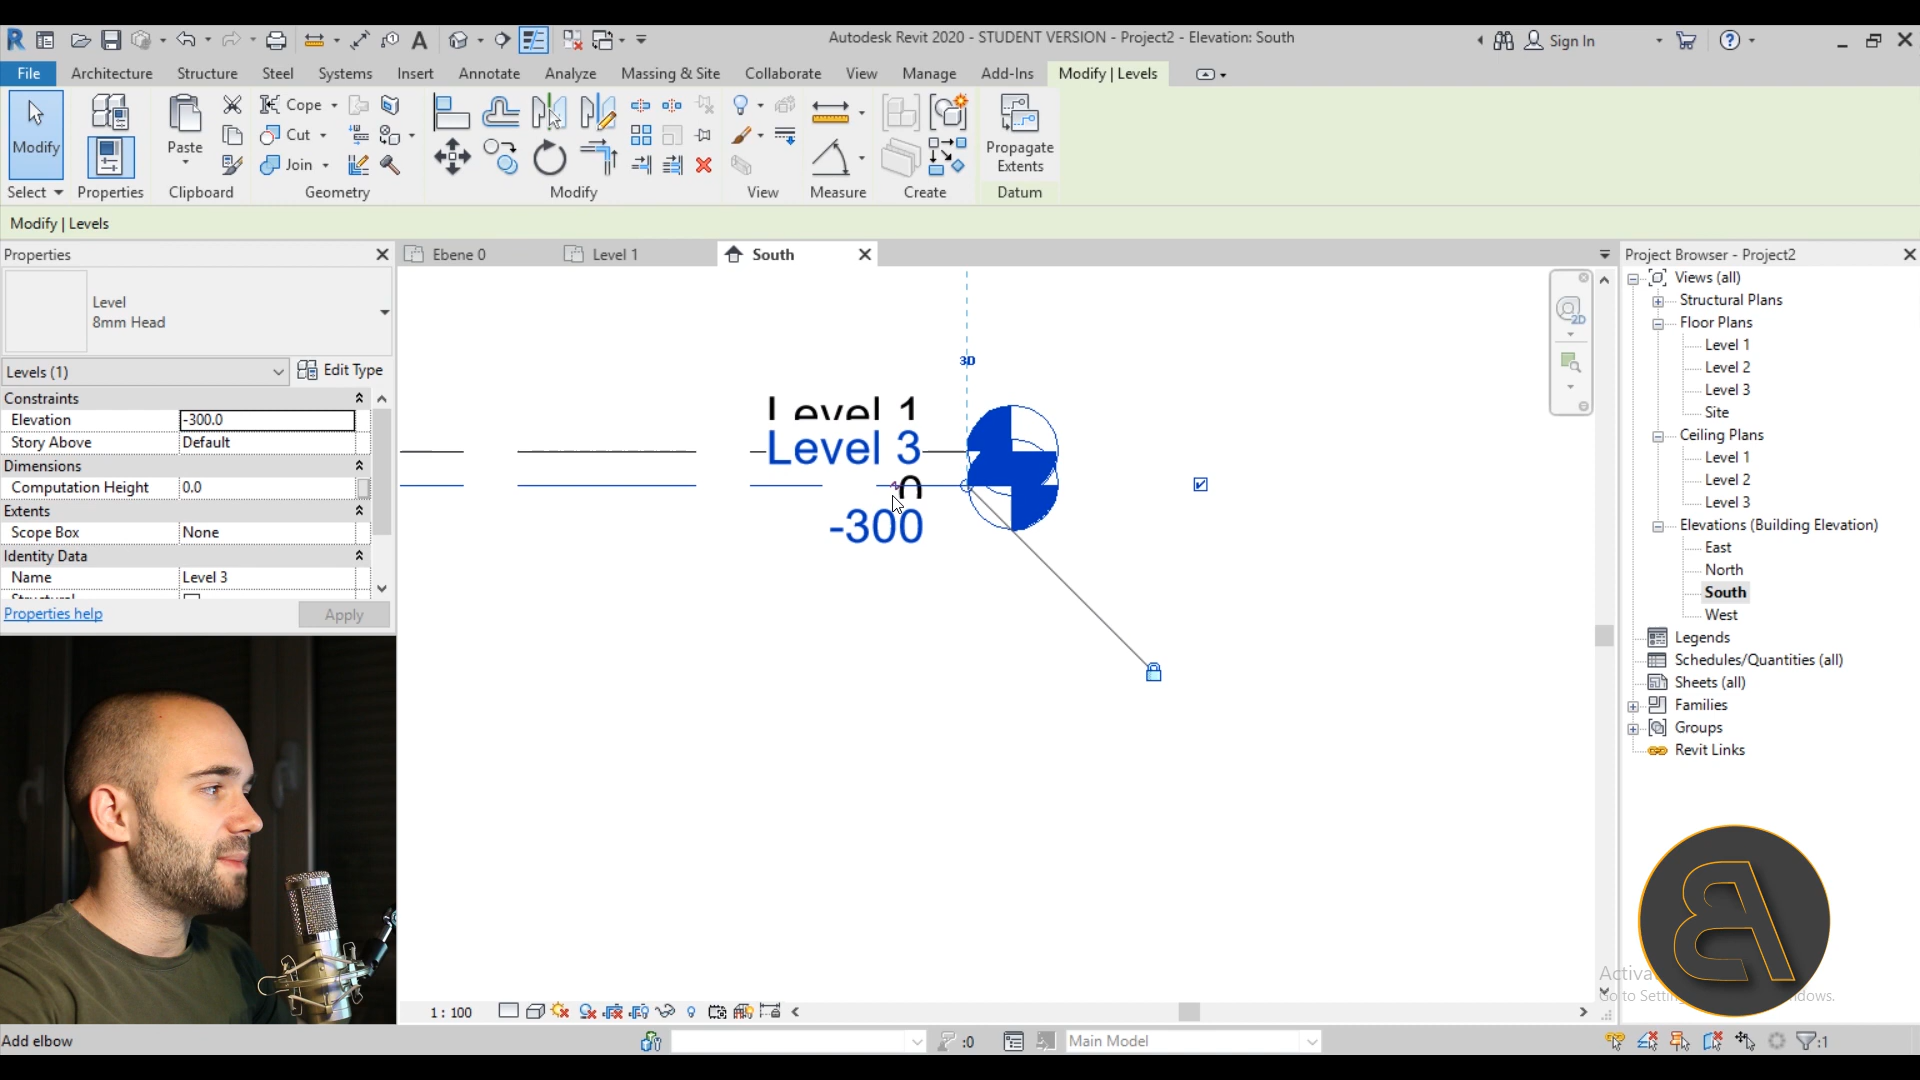 Autodesk Revit 2020 - STUDENT VERSION - Project2 - Elevation: South
Sign In
File Architecture Structure Steel Systems Insert Annotate Analyze Massing & Site Collaborate View Manage Add-Ins Modify | Levels
Modify
Paste
Cope
Cut
Join
Propagate
Extents
Select Properties Clipboard Geometry Modify View Measure Create Datum
Modify | Levels
Properties
Level
8mm Head
Levels (1)
Edit Type
Constraints
Elevation -300.0
Story Above Default
Dimensions
Computation Height 0.0
Extents
Scope Box None
Identity Data
Name Level 3
Structural
Properties help
Apply
Ebene 0
Level 1
South
3D
Level 1
Level 3
0
-300
2D
Project Browser - Project2
Views (all)
Structural Plans
Floor Plans
Level 1
Level 2
Level 3
Site
Ceiling Plans
Level 1
Level 2
Level 3
Elevations (Building Elevation)
East
North
South
West
Legends
Schedules/Quantities (all)
Sheets (all)
Families
Groups
Revit Links
Activa
Go to Settin dows.
1 : 100
Add elbow
:0
Main Model
:1